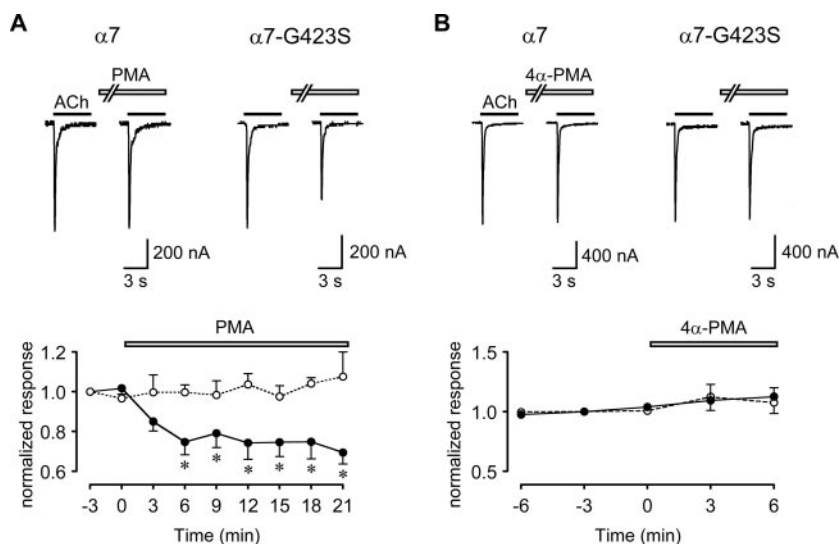 A
α7
α7-G423S
PMA
ACh
200 nA
3 s
200 nA
3 s
PMA
normalized response
1.2
1.0
0.8
0.6
* * * * * *
-3 0 3 6 9 12 15 18 21
Time (min)
B
α7
α7-G423S
4α-PMA
ACh
400 nA
3 s
400 nA
3 s
4α-PMA
normalized response
1.5
1.0
0.5
-6 -3 0 3 6
Time (min)